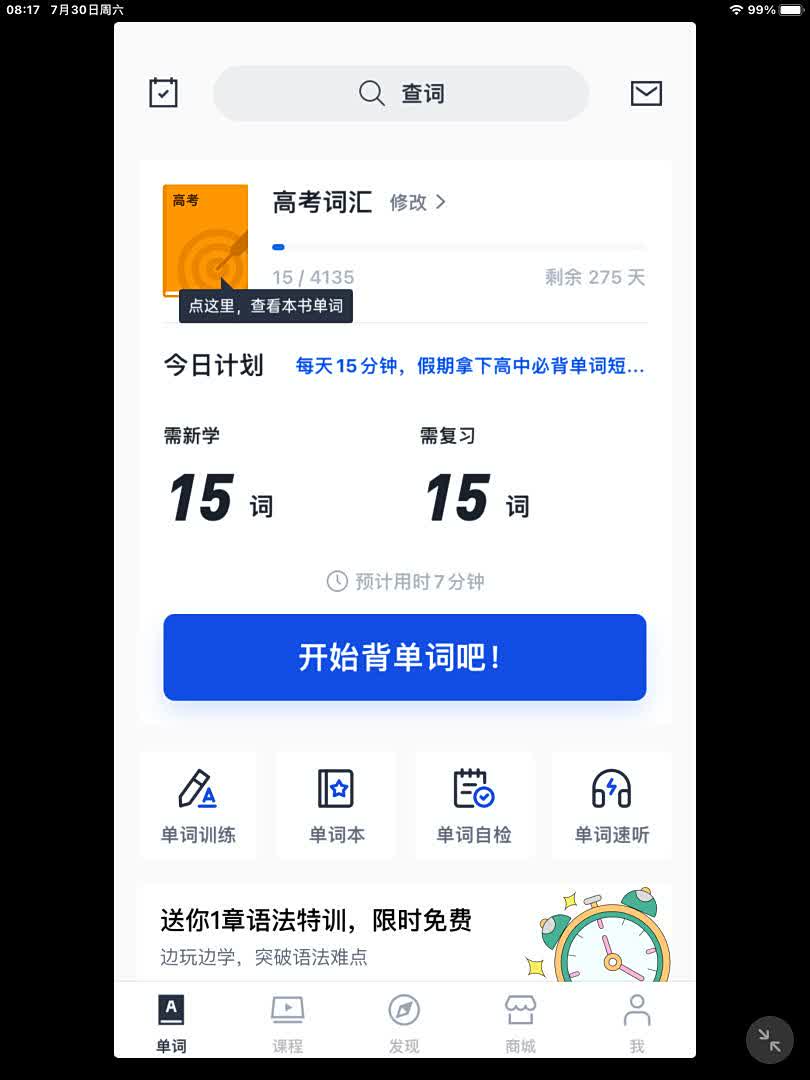 08:17 7月30日周六 99%
查词
高考
高考词汇 修改
15 / 4135 剩余 275 天
点这里，查看本书单词
今日计划 每天15分钟，假期拿下高中必背单词短...
需新学 需复习
15 词 15 词
预计用时7分钟
开始背单词吧！
单词训练 单词本 单词自检 单词速听
送你1章语法特训，限时免费
边玩边学，突破语法难点
A
单词 课程 发现 商城 我